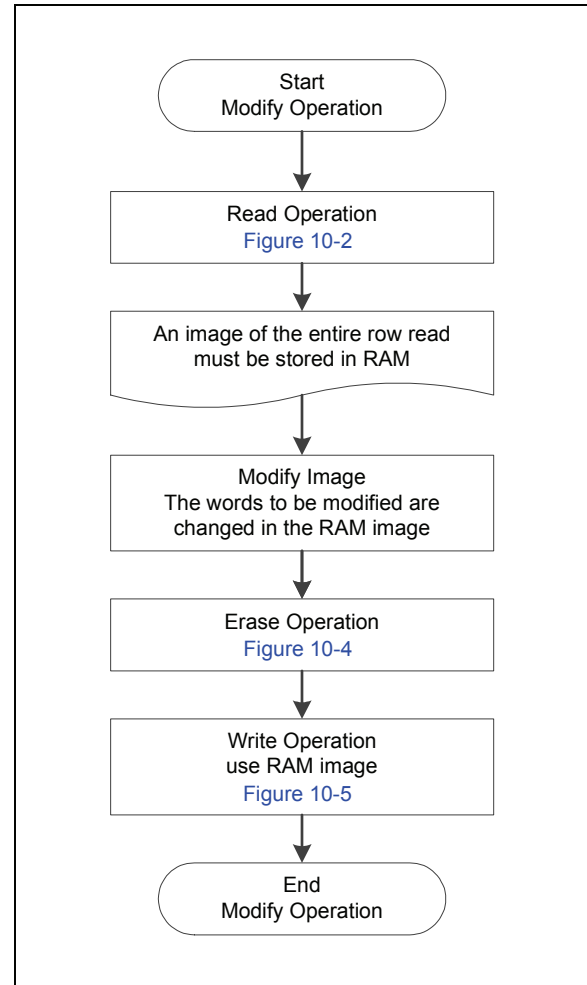 Start
Modify Operation
Read Operation
Figure 10-2
An image of the entire row read
must be stored in RAM
Modify Image
The words to be modified are
changed in the RAM image
Erase Operation
Figure 10-4
Write Operation
use RAM image
Figure 10-5
End
Modify Operation